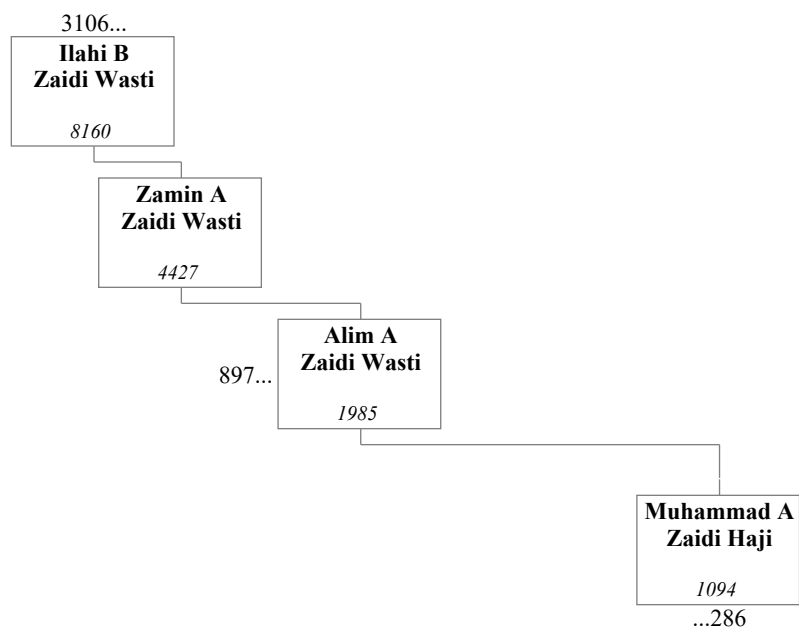 3106...
Ilahi B
Zaidi Wasti
8160
Zamin A
Zaidi Wasti
4427
Alim A
Zaidi Wasti
897...
1985
Muhammad A
Zaidi Haji
1094
...286